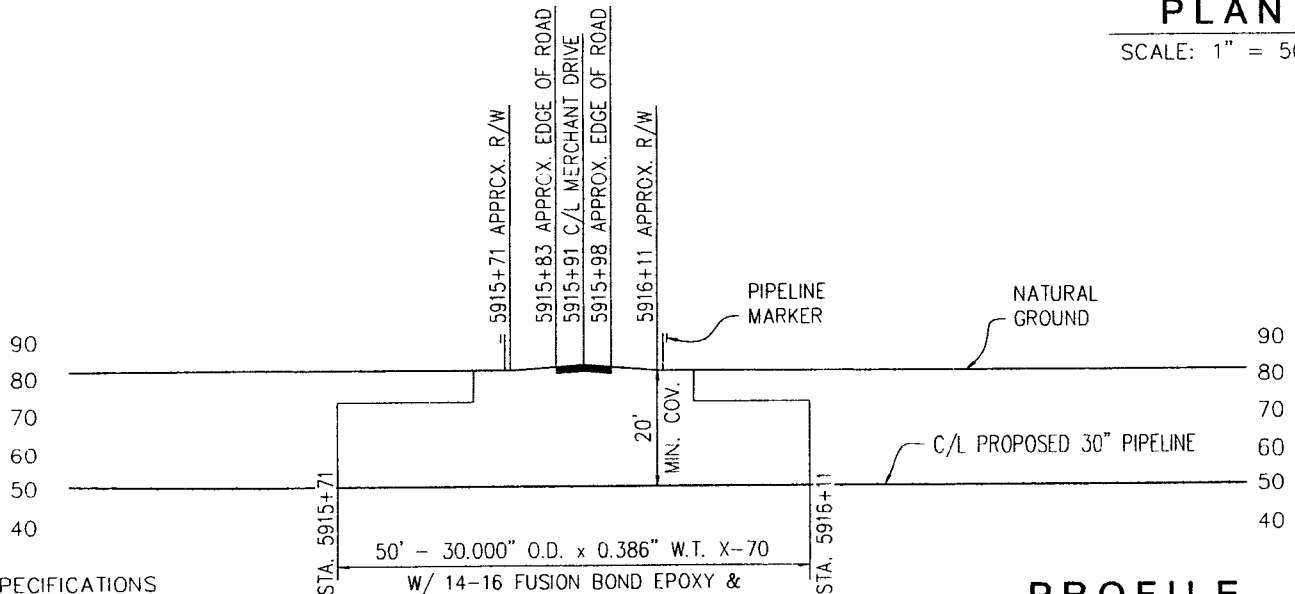 PLAN
SCALE: 1" = 5
5915+71 APPRCX. R/W
5915+83 APPRCX. EDGE OF ROAD
5915+91 C/L MERCHANT DRIVE
5915+98 APPROX. EDGE OF ROAD
5916+11 APPROX. R/W
PIPELINE
MARKER
NATURAL
GROUND
90
80
70
60
50
40
90
80
70
60
50
40
20'
MIN. COV.
C/L PROPOSED 30" PIPELINE
STA. 5915+71
STA. 5916+11
50' - 30.000" O.D. x 0.386" W.T. X-70
W/ 14-16 FUSION BOND EPOXY &
PECIFICATIONS
PROFILE